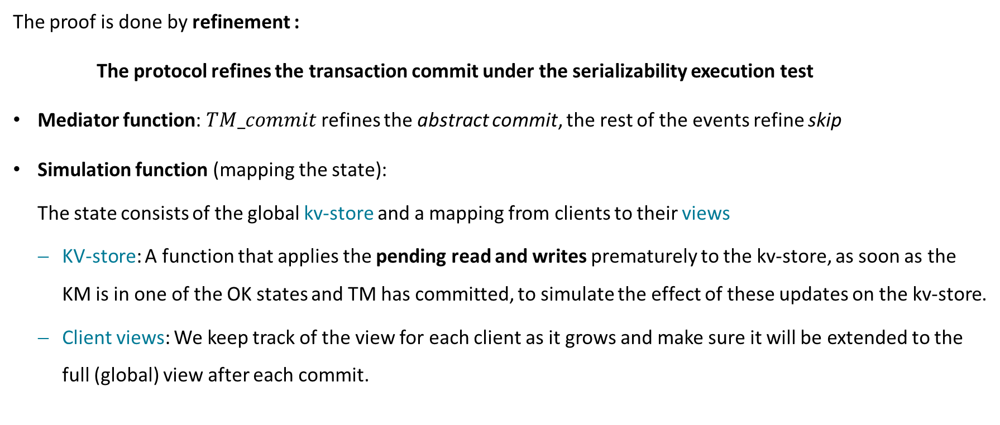 The proof is done by refinement :
The protocol refines the transaction commit under the serializability execution test
• Mediator function: TM_commit refines the abstract commit, the rest of the events refine skip
• Simulation function (mapping the state):
The state consists of the global kv-store and a mapping from clients to their views
– KV-store: A function that applies the pending read and writes prematurely to the kv-store, as soon as the
KM is in one of the OK states and TM has committed, to simulate the effect of these updates on the kv-store.
– Client views: We keep track of the view for each client as it grows and make sure it will be extended to the
full (global) view after each commit.